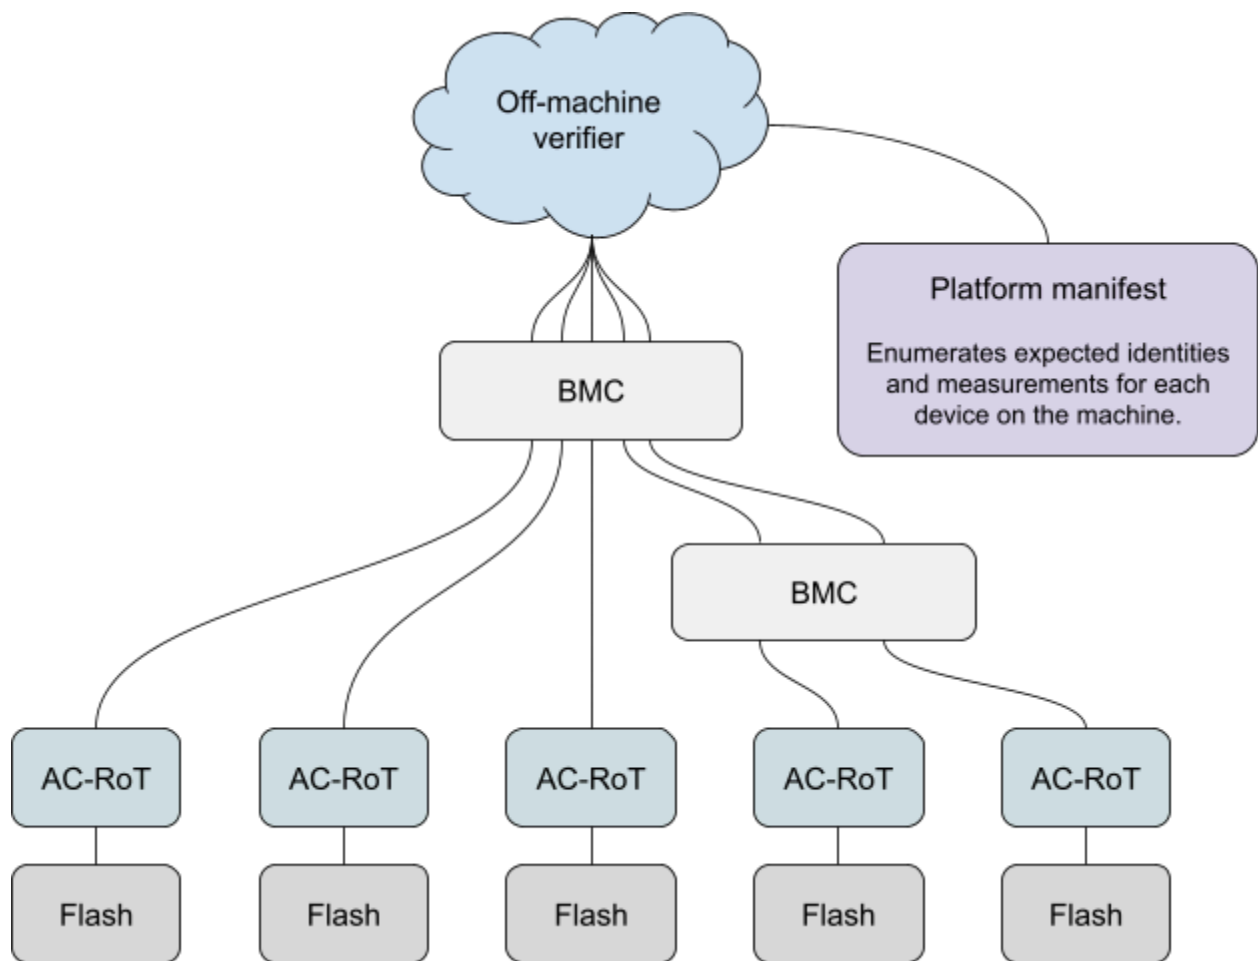 Off-machine
verifier
Platform manifest
Enumerates expected identities
and measurements for each
device on the machine.
BMC
BMC
AC-RoT
AC-RoT
AC-RoT
AC-RoT
AC-RoT
Flash
Flash
Flash
Flash
Flash